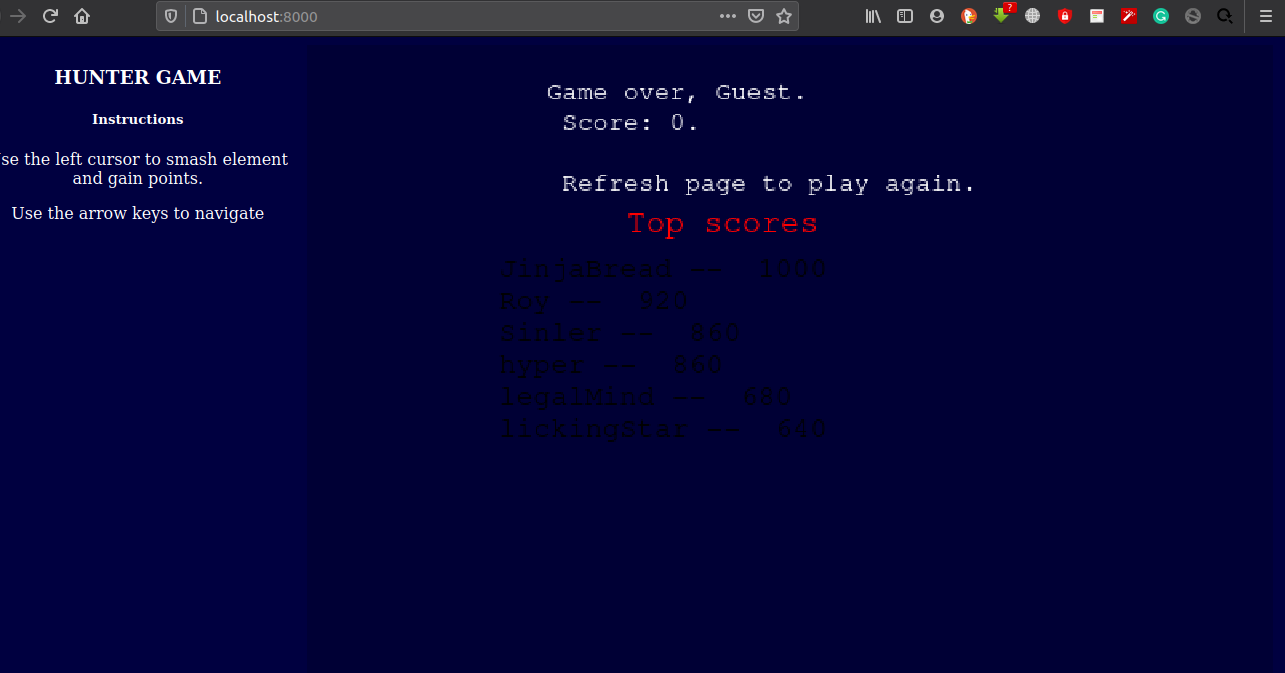 localhost:8000
?
HUNTER GAME
Instructions
se the left cursor to smash element
and gain points.
Use the arrow keys to navigate
Game over, Guest.
Score: 0.
Refresh page to play again.
Top scores
JinjaBread -- 1000
Roy -- 920
Sinler -- 860
hyper -- 860
legalMind -- 680
lickingStar -- 640